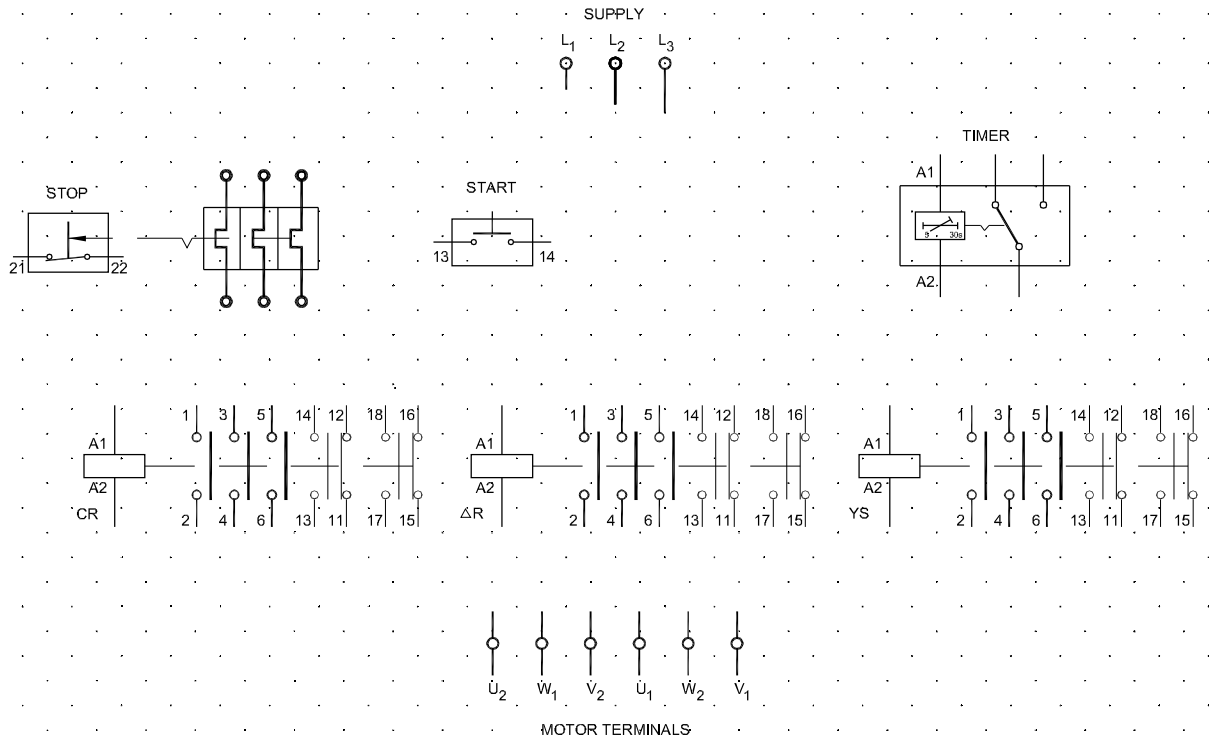 SUPPLY
L1 L2 L3
TIMER
A1
STOP
START
9 30s
13 14
21 22
A2
1 3 5 14 12 18 16 1 3 5 14 12 18 16 1 3 5 14 12 18 16
A1 A1 A1
A2 A2 A2
CR 2 4 6 13 11 17 15 ΔR 2 4 6 13 11 17 15 YS 2 4 6 13 11 17 15
U2 W1 V2 U1 W2 V1
MOTOR TERMINALS